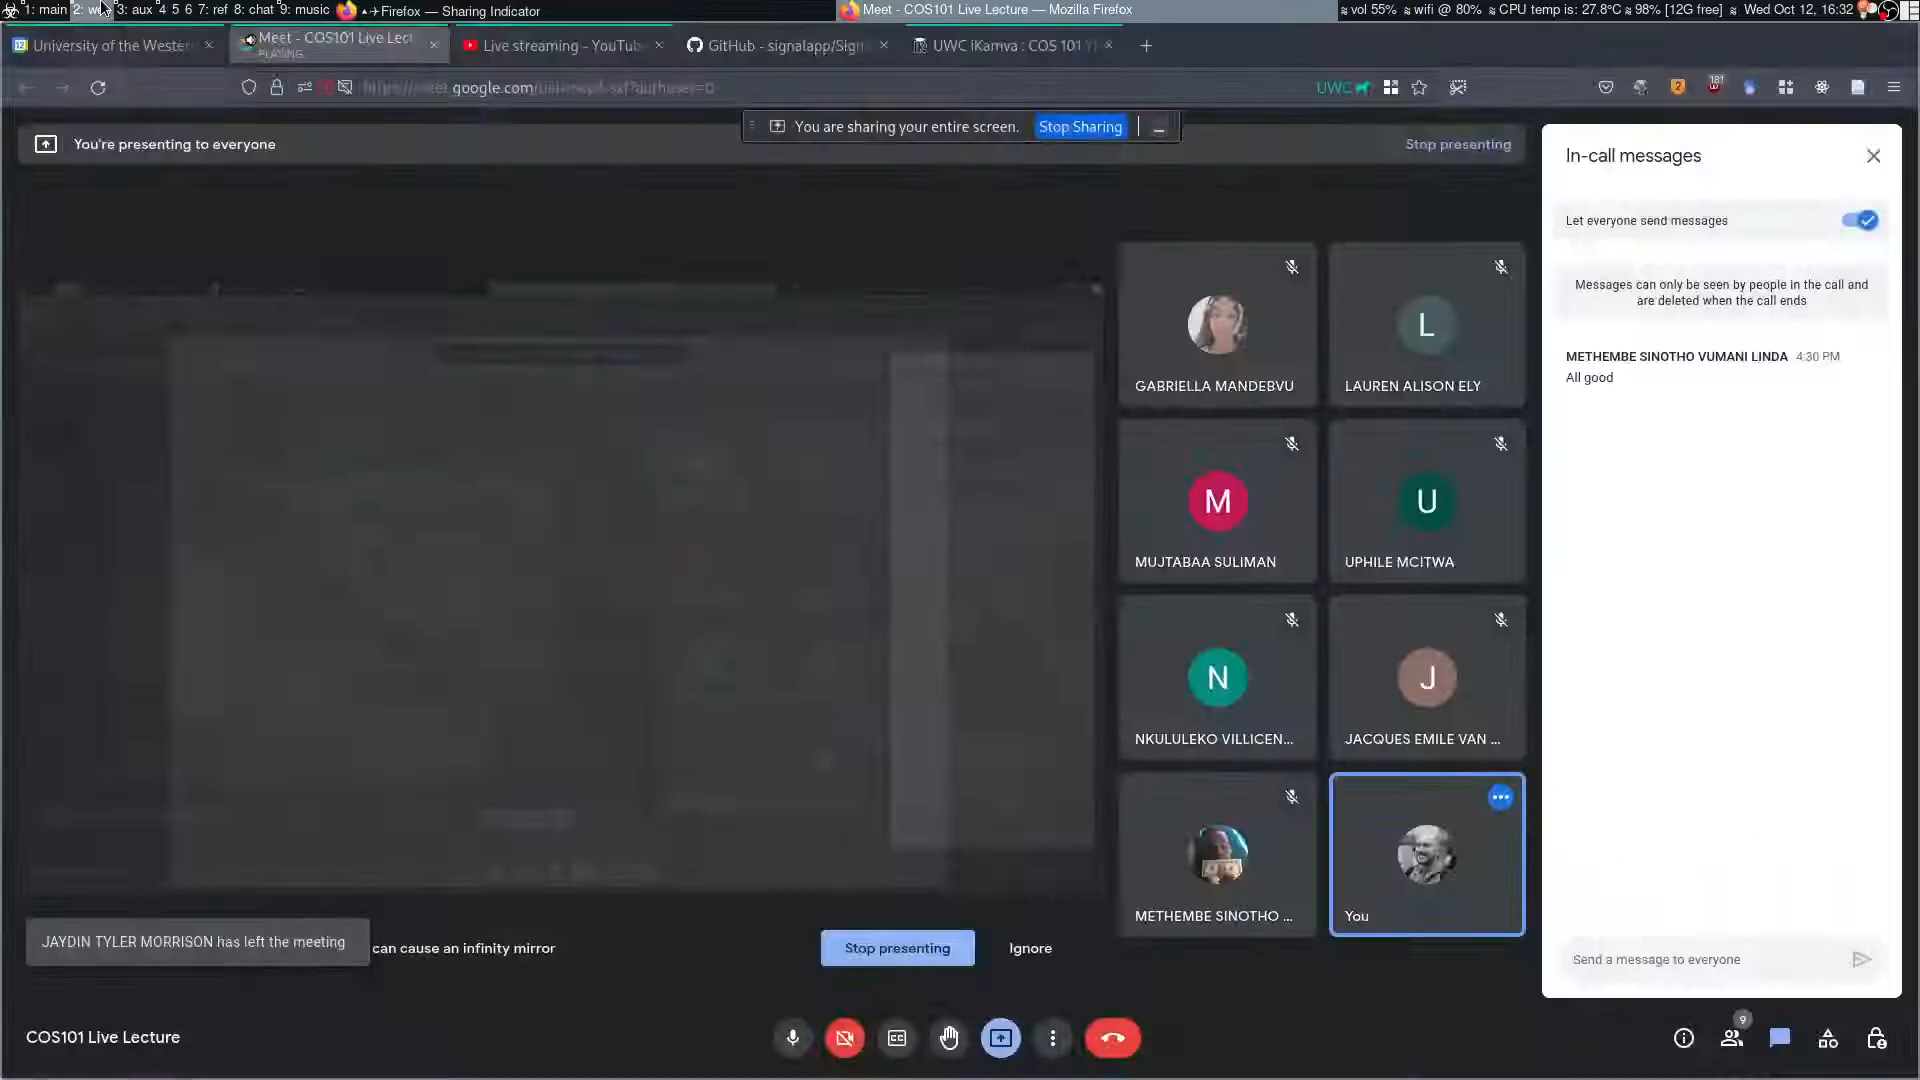 1: main 2: we 3: aux 4 5 6 7: ref 8: chat 9: music Firefox — Sharing Indicator
Meet - COS101 Live Lecture — Mozilla Firefox
vol 55% wifi @ 80% CPU temp is: 27.8°C 98% [12G free] Wed Oct 12, 16:32
University of the Weste
Meet - COS101 Live Lect
PLAYING
Live streaming - YouTub
GitHub - signalapp/Sign
UWC iKamva : COS 101
google.com
UWC
2
181
You are sharing your entire screen. Stop Sharing
You're presenting to everyone
Stop presenting
GABRIELLA MANDEBVU
L
LAUREN ALISON ELY
M
MUJTABAA SULIMAN
U
UPHILE MCITWA
N
NKULULEKO VILLICEN...
J
JACQUES EMILE VAN ...
METHEMBE SINOTHO ...
You
In-call messages
Let everyone send messages
Messages can only be seen by people in the call and
are deleted when the call ends
METHEMBE SINOTHO VUMANI LINDA 4:30 PM
All good
Send a message to everyone
JAYDIN TYLER MORRISON has left the meeting
can cause an infinity mirror
Stop presenting
Ignore
COS101 Live Lecture
9